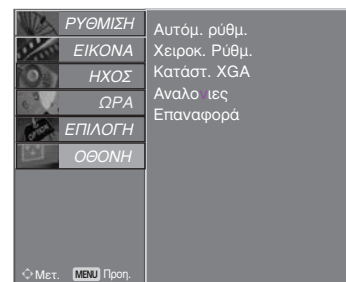 ΡΥΘΜΙΣΗ
ΕΙΚΟΝΑ
ΗΧΟΣ
ΩΡΑ
ΕΠΙΛΟΓΗ
ΟΘΟΝΗ
Αυτόμ. ρύθμ.
Χειροκ. Ρύθμ.
Κατάστ. XGA
Επαναφορά
Μετ. MENU Προη.